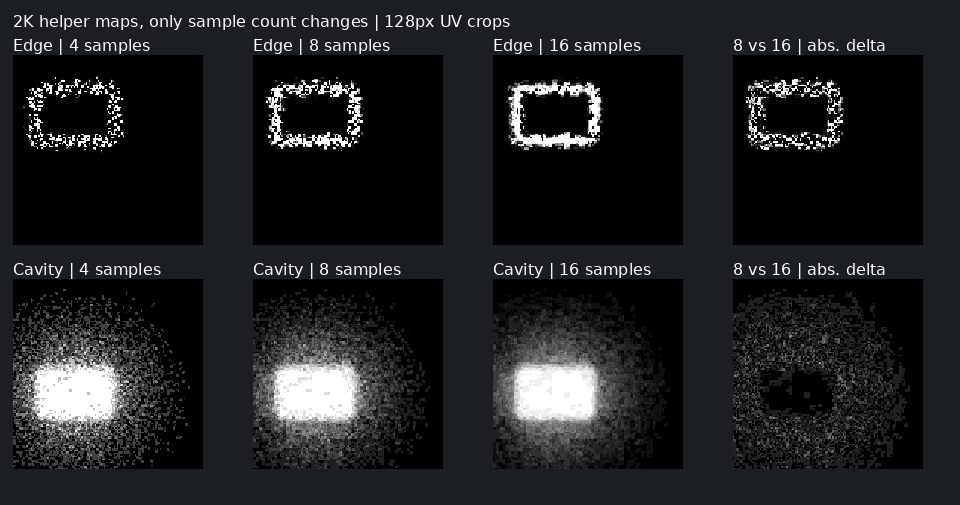 2K helper maps, only sample count changes | 128px UV crops
Edge | 4 samples
Edge | 8 samples
Edge | 16 samples
8 vs 16 | abs. delta
Cavity | 4 samples
Cavity | 8 samples
Cavity | 16 samples
8 vs 16 | abs. delta